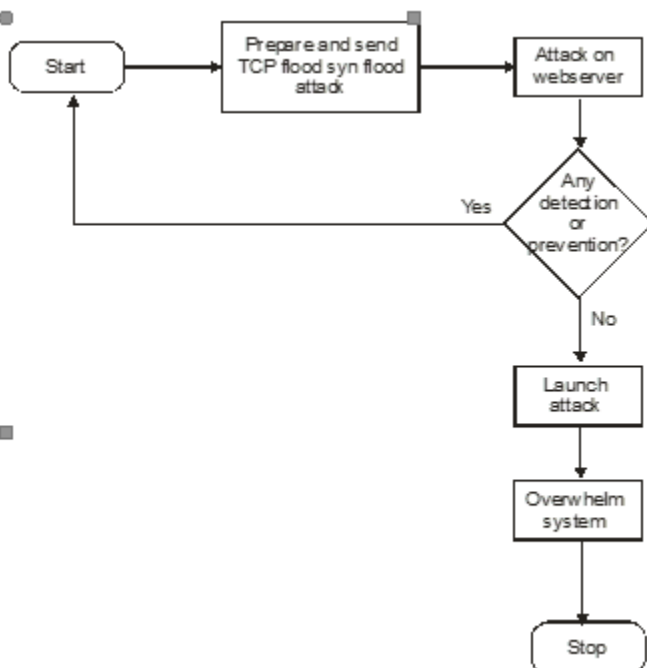 Start
Prepare and send
TCP flood syn flood
attack
Attack on
webserver
Any
detection
or
prevention?
Yes
No
Launch
attack
Overwhelm
system
Stop